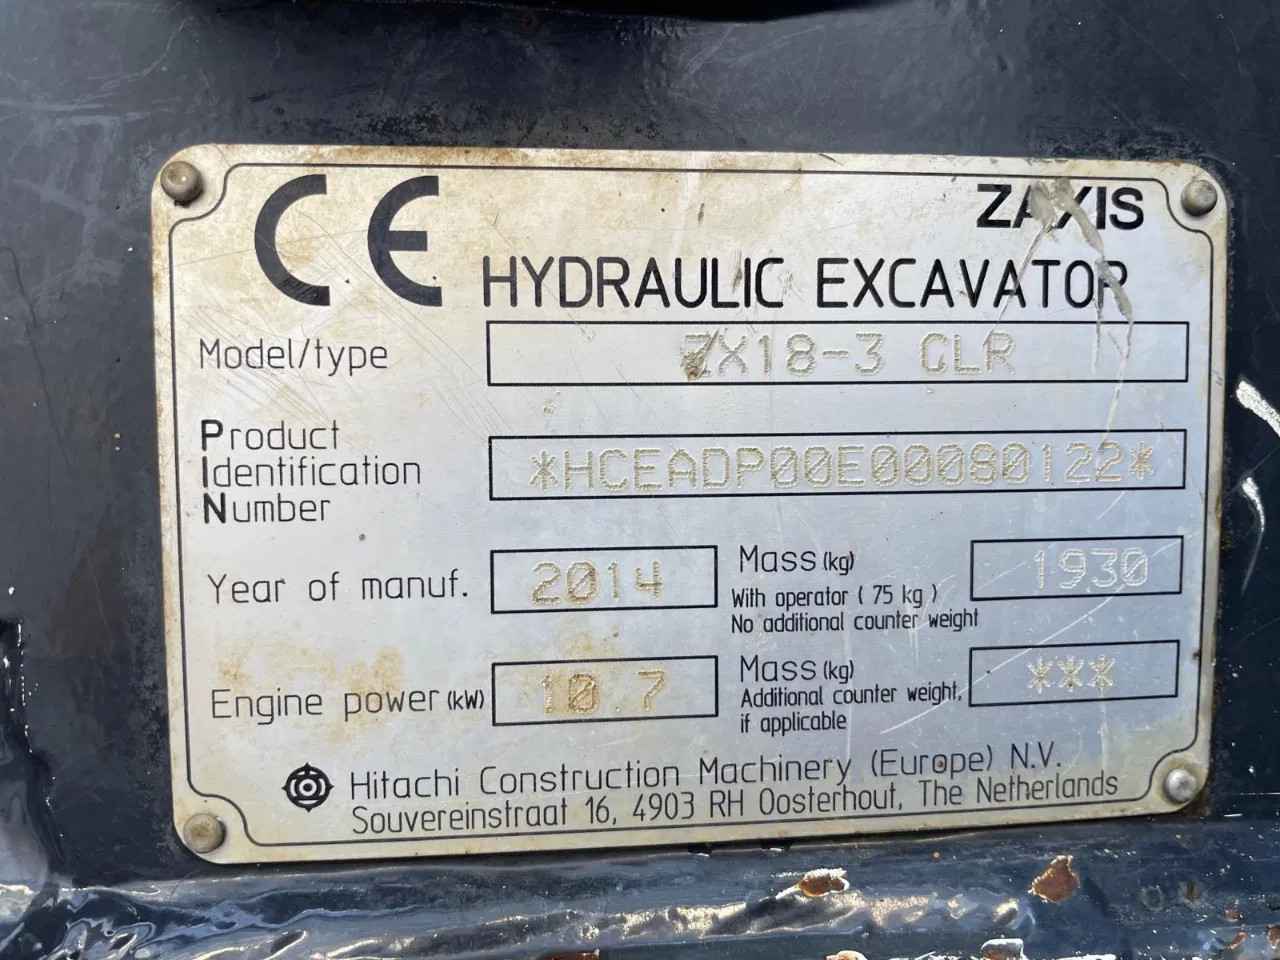 CE
ZAXIS
HYDRAULIC EXCAVATOR
Model/type ZX18-3 CLR
Product
Identification
Number
*HCEADP00E00080122*
Year of manuf. 2014
Mass (kg) 1930
With operator ( 75 kg )
No additional counter weight
Engine power (kW) 10.7
Mass (kg) ***
Additional counter weight,
if applicable
Hitachi Construction Machinery (Europe) N.V.
Souvereinstraat 16, 4903 RH Oosterhout, The Netherlands